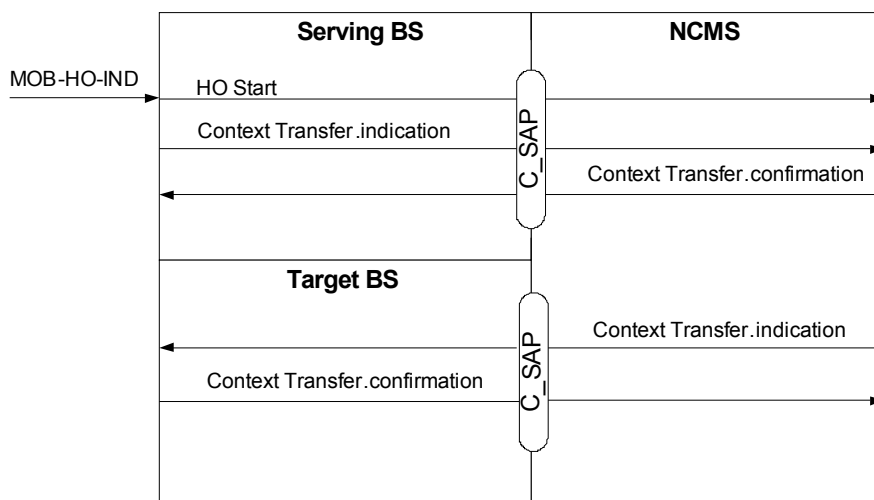 Serving BS
NCMS
MOB-HO-IND
HO Start
Context Transfer.indication
C_SAP
Context Transfer.confirmation
Target BS
Context Transfer.indication
C_SAP
Context Transfer.confirmation